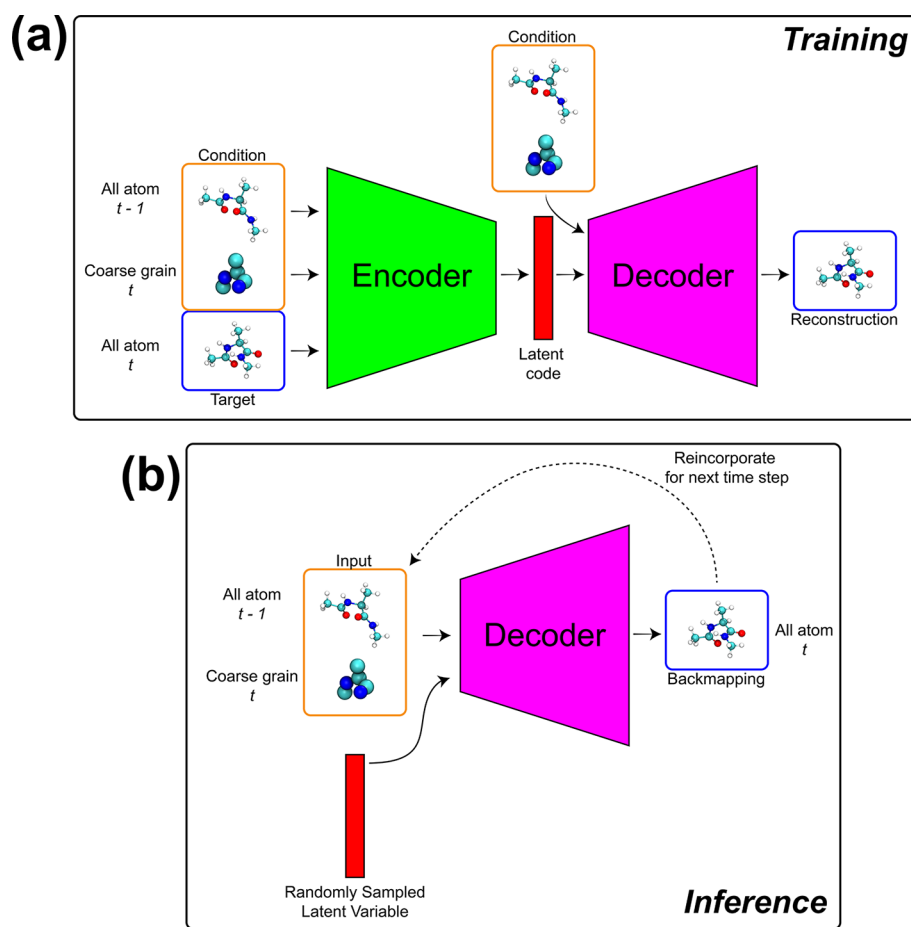 (a)
Training
Condition
Condition
All atom
t - 1
Coarse grain
t
All atom
t
Target
Encoder
Latent
code
Decoder
Reconstruction
(b)
Reincorporate
for next time step
Input
All atom
t - 1
Coarse grain
t
Decoder
Backmapping
All atom
t
Randomly Sampled
Latent Variable
Inference